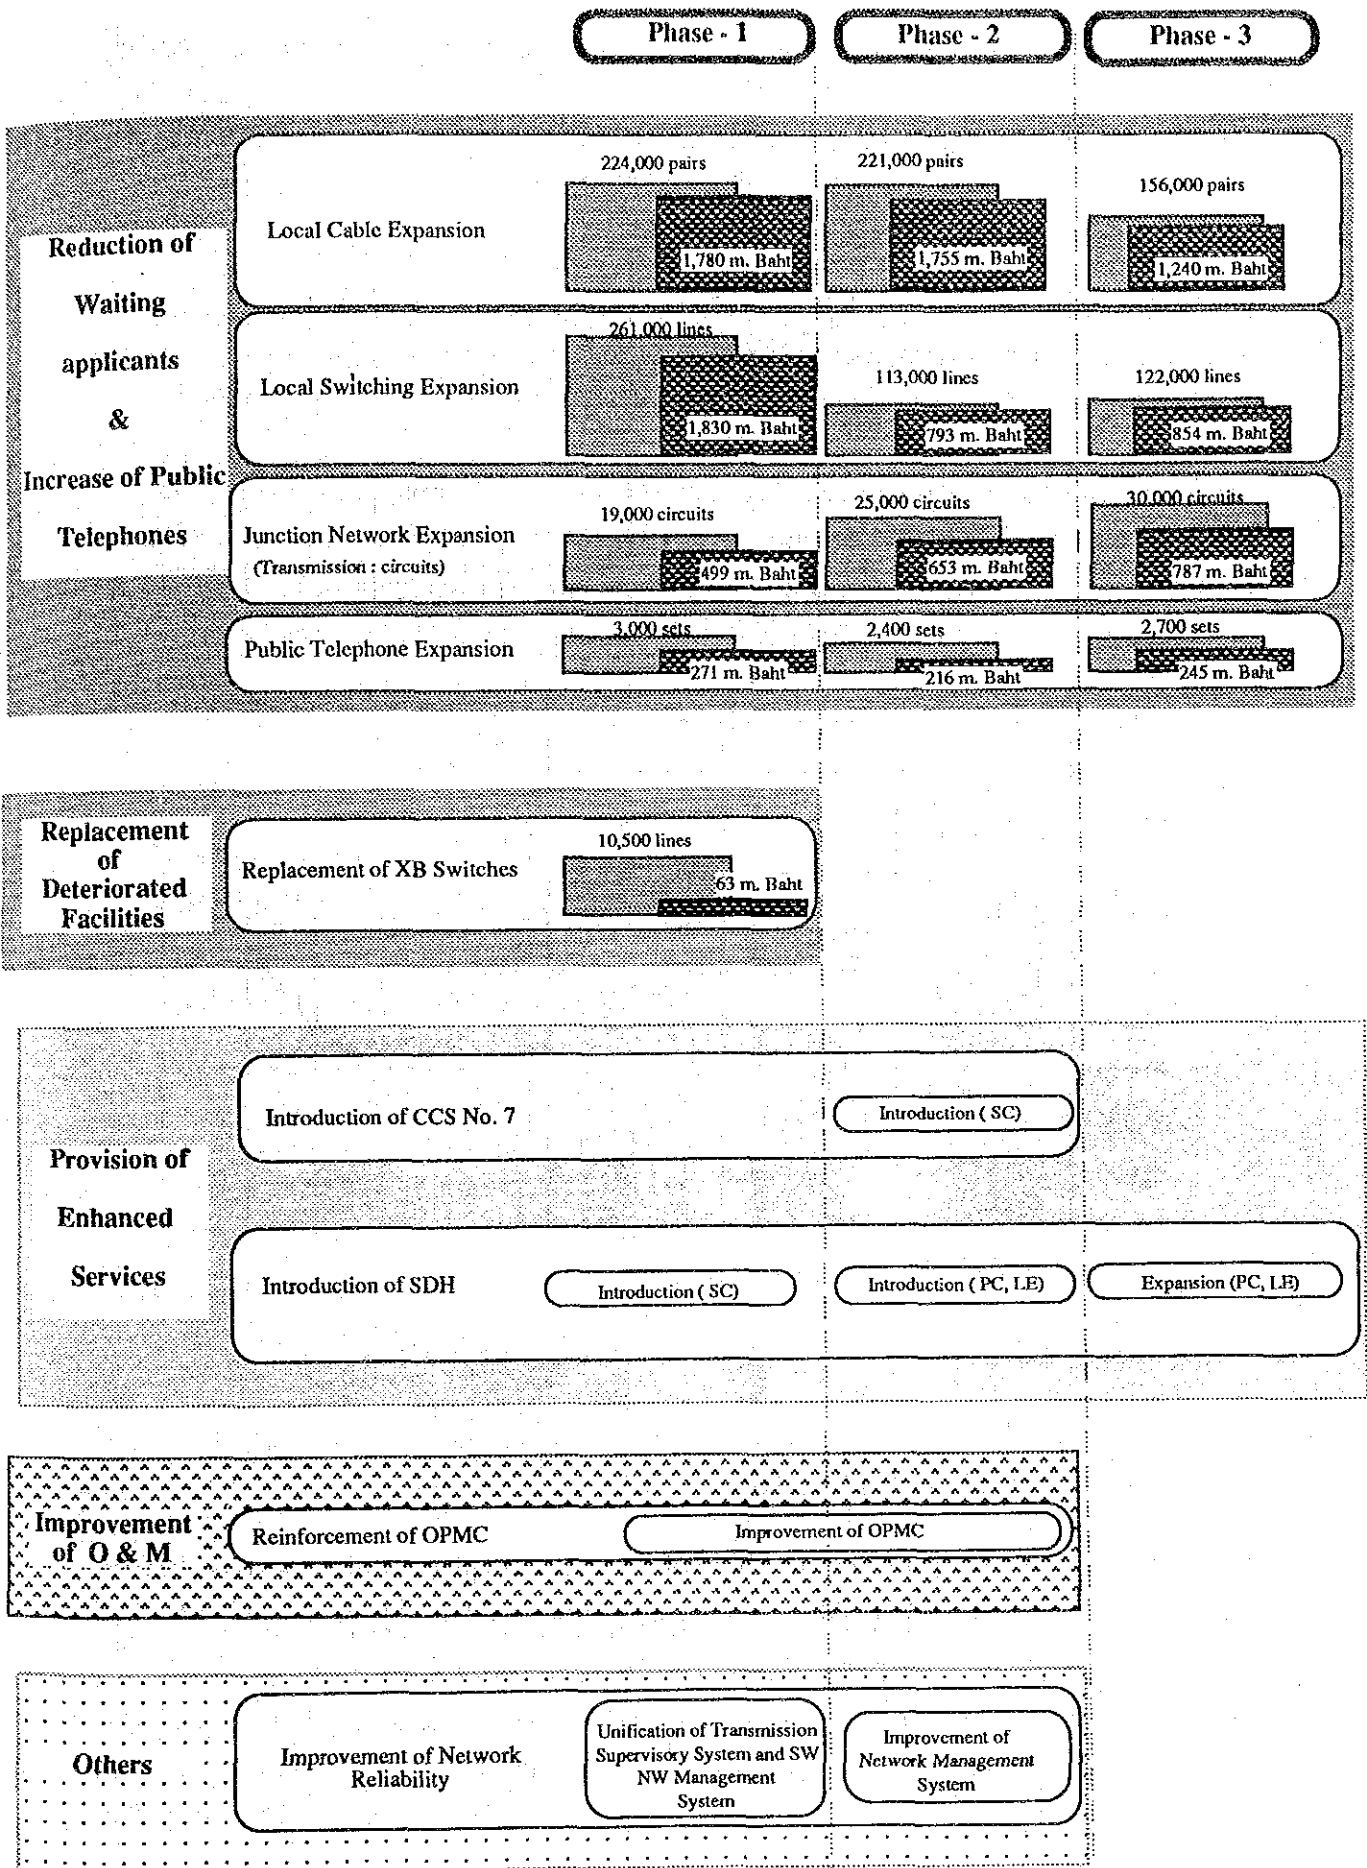 Phase - 1
Phase - 2
Phase - 3
Reduction of
Waiting
applicants
&
Increase of Public
Telephones
Local Cable Expansion
224,000 pairs
1,780 m. Baht
221,000 pairs
1,755 m. Baht
156,000 pairs
1,240 m. Baht
Local Switching Expansion
261,000 lines
1,830 m. Baht
113,000 lines
793 m. Baht
122,000 lines
854 m. Baht
Junction Network Expansion
(Transmission : circuits)
19,000 circuits
499 m. Baht
25,000 circuits
653 m. Baht
30,000 circuits
787 m. Baht
Public Telephone Expansion
3,000 sets
271 m. Baht
2,400 sets
216 m. Baht
2,700 sets
245 m. Baht
Replacement
of
Deteriorated
Facilities
Replacement of XB Switches
10,500 lines
63 m. Baht
Provision of
Enhanced
Services
Introduction of CCS No. 7
Introduction ( SC)
Introduction of SDH
Introduction ( SC)
Introduction ( PC, LE)
Expansion (PC, LE)
Improvement
of O & M
Reinforcement of OPMC
Improvement of OPMC
Others
Improvement of Network
Reliability
Unification of Transmission
Supervisory System and SW
NW Management
System
Improvement of
Network Management
System